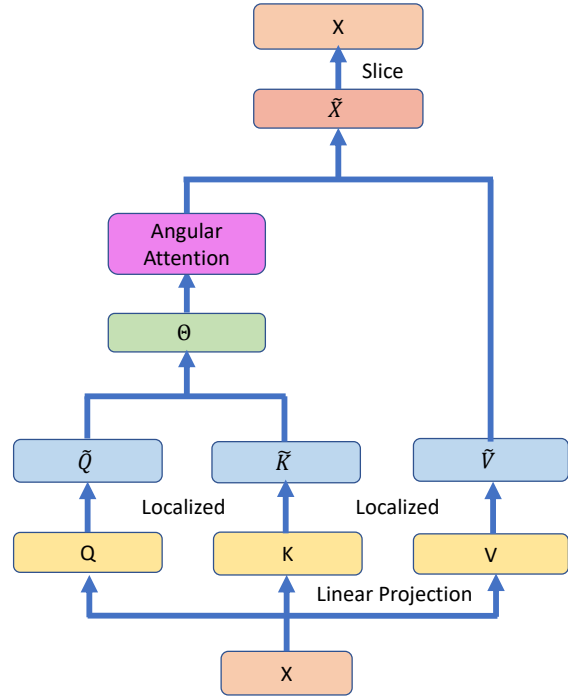 X
Slice
X̃
Angular
Attention
Θ
Q̃
K̃
Ṽ
Localized
Localized
Q
K
V
Linear Projection
X